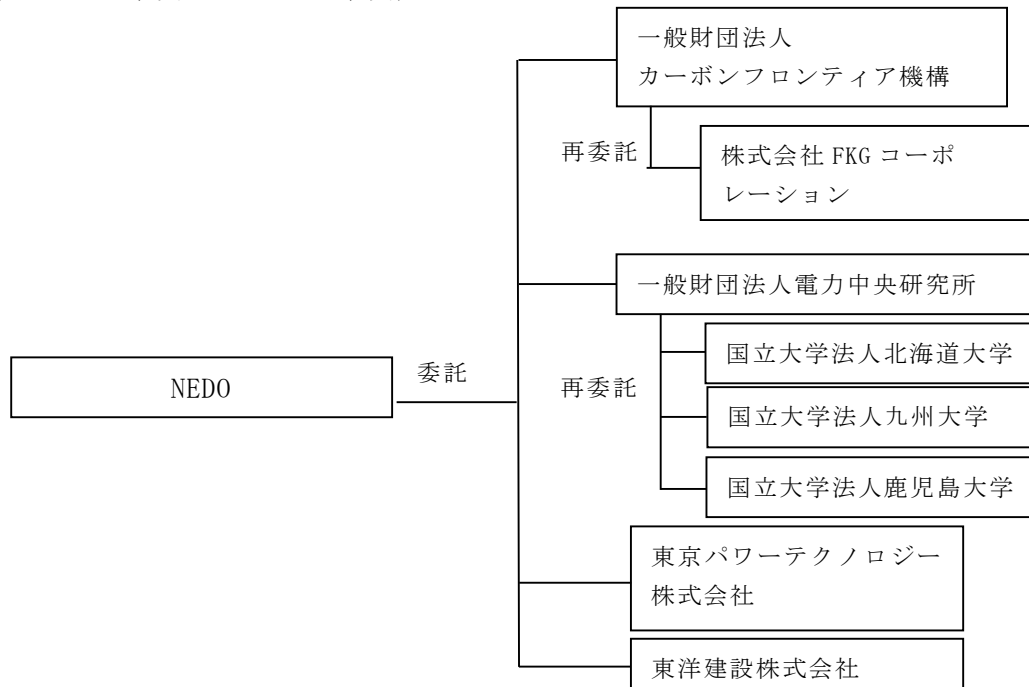 一般財団法人
カーボンフロンティア機構
再委託
株式会社 FKG コーポ
レーション
一般財団法人電力中央研究所
国立大学法人北海道大学
NEDO
委託
再委託
国立大学法人九州大学
国立大学法人鹿児島大学
東京パワーテクノロジー
株式会社
東洋建設株式会社